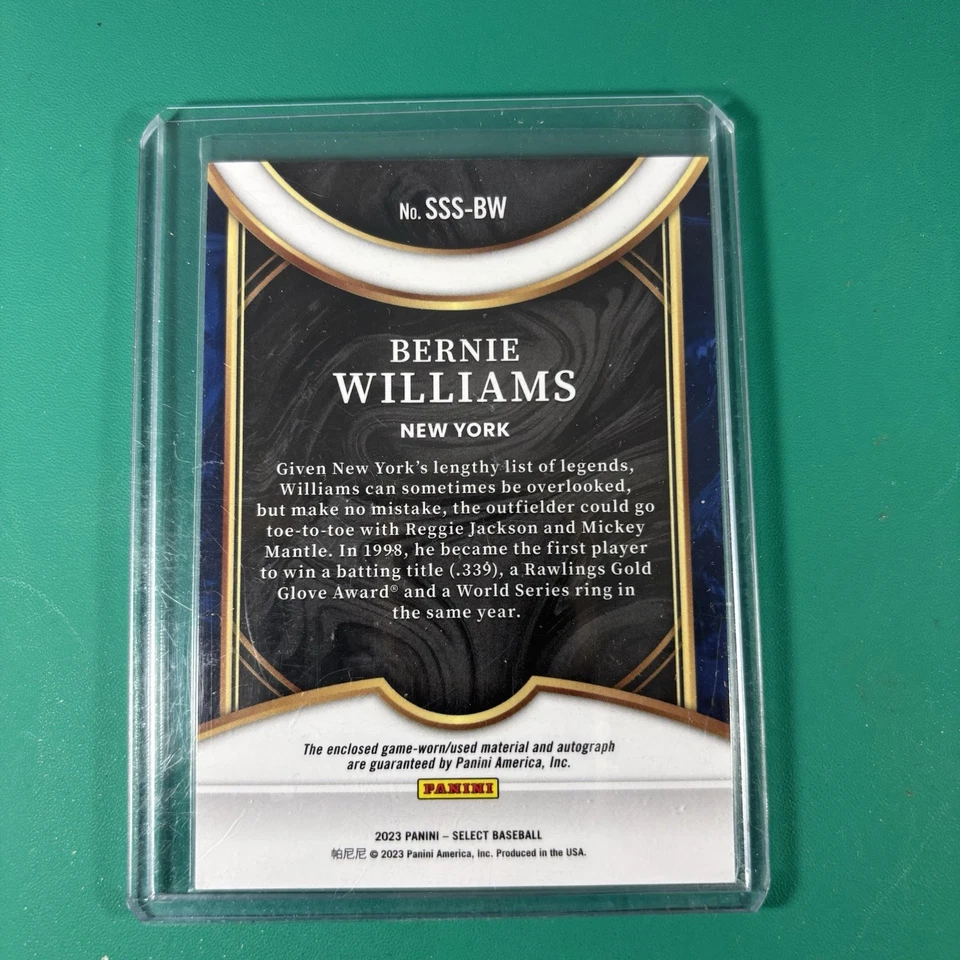 No. SSS-BW
BERNIE
WILLIAMS
NEW YORK
Given New York's lengthy list of legends,
Williams can sometimes be overlooked,
but make no mistake, the outfielder could go
toe-to-toe with Reggie Jackson and Mickey
Mantle. In 1998, he became the first player
to win a batting title (.339), a Rawlings Gold
Glove Award® and a World Series ring in
the same year.
The enclosed game-worn/used material and autograph
are guaranteed by Panini America, Inc.
PANINI
2023 PANINI – SELECT BASEBALL
帕尼尼 © 2023 Panini America, Inc. Produced in the USA.